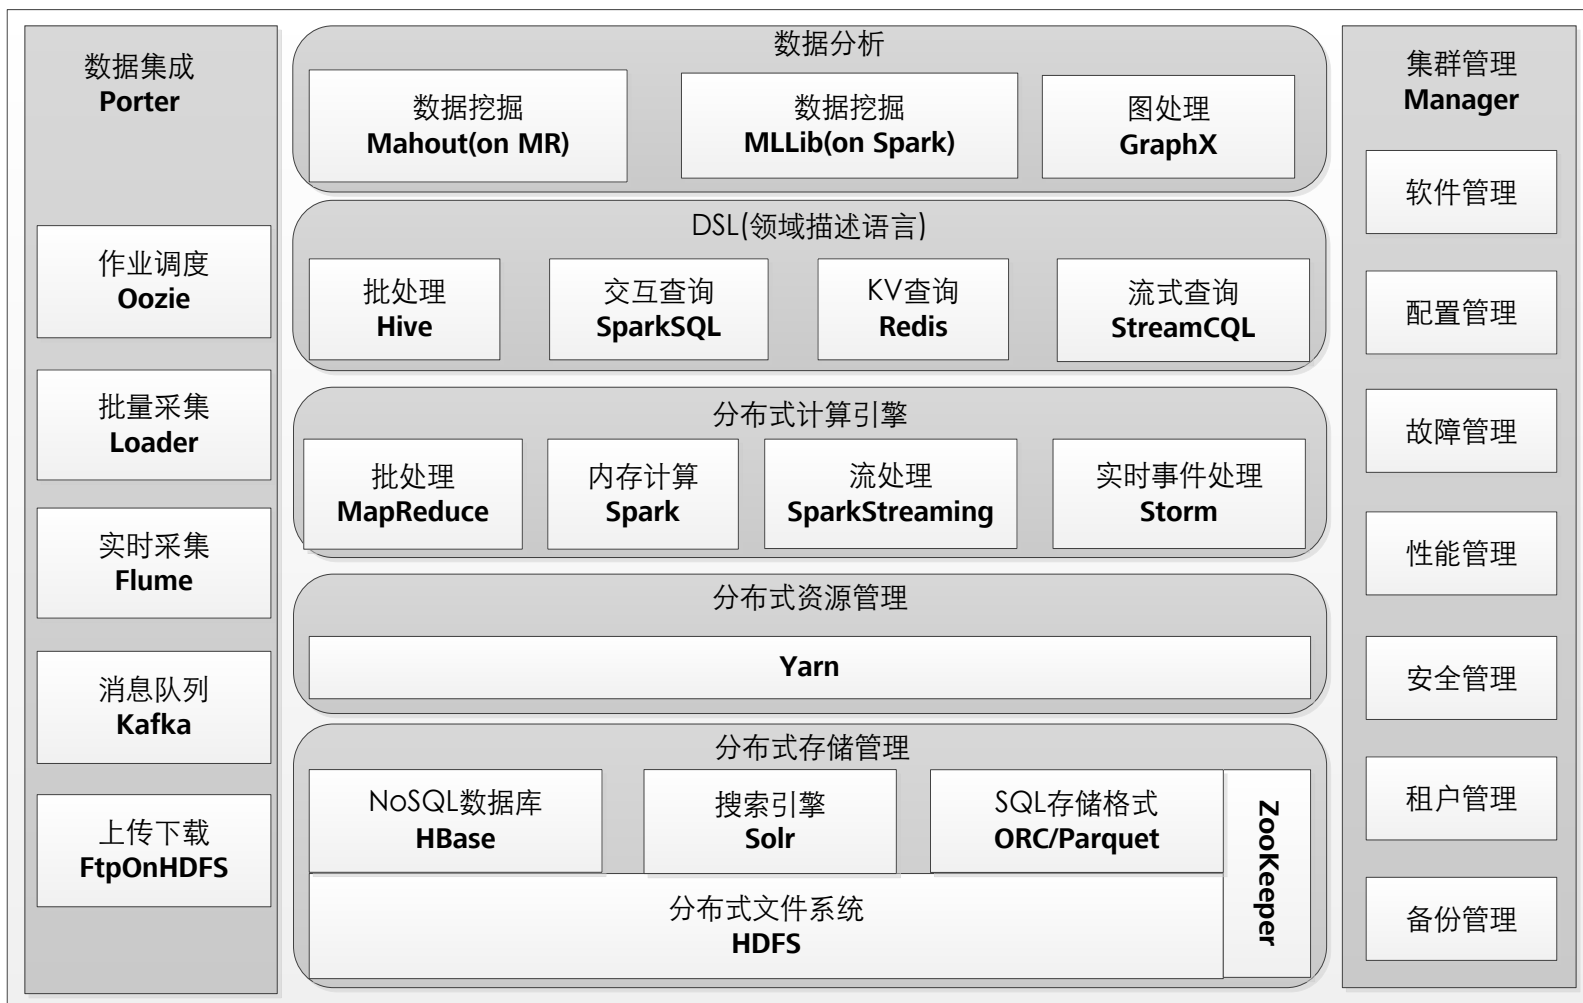 数据集成
Porter
作业调度
Oozie
批量采集
Loader
实时采集
Flume
消息队列
Kafka
上传下载
FtpOnHDFS
数据分析
数据挖掘
Mahout(on MR)
数据挖掘
MLLib(on Spark)
图处理
GraphX
DSL(领域描述语言)
批处理
Hive
交互查询
SparkSQL
KV查询
Redis
流式查询
StreamCQL
分布式计算引擎
批处理
MapReduce
内存计算
Spark
流处理
SparkStreaming
实时事件处理
Storm
分布式资源管理
Yarn
分布式存储管理
NoSQL数据库
HBase
搜索引擎
Solr
SQL存储格式
ORC/Parquet
分布式文件系统
HDFS
ZooKeeper
集群管理
Manager
软件管理
配置管理
故障管理
性能管理
安全管理
租户管理
备份管理